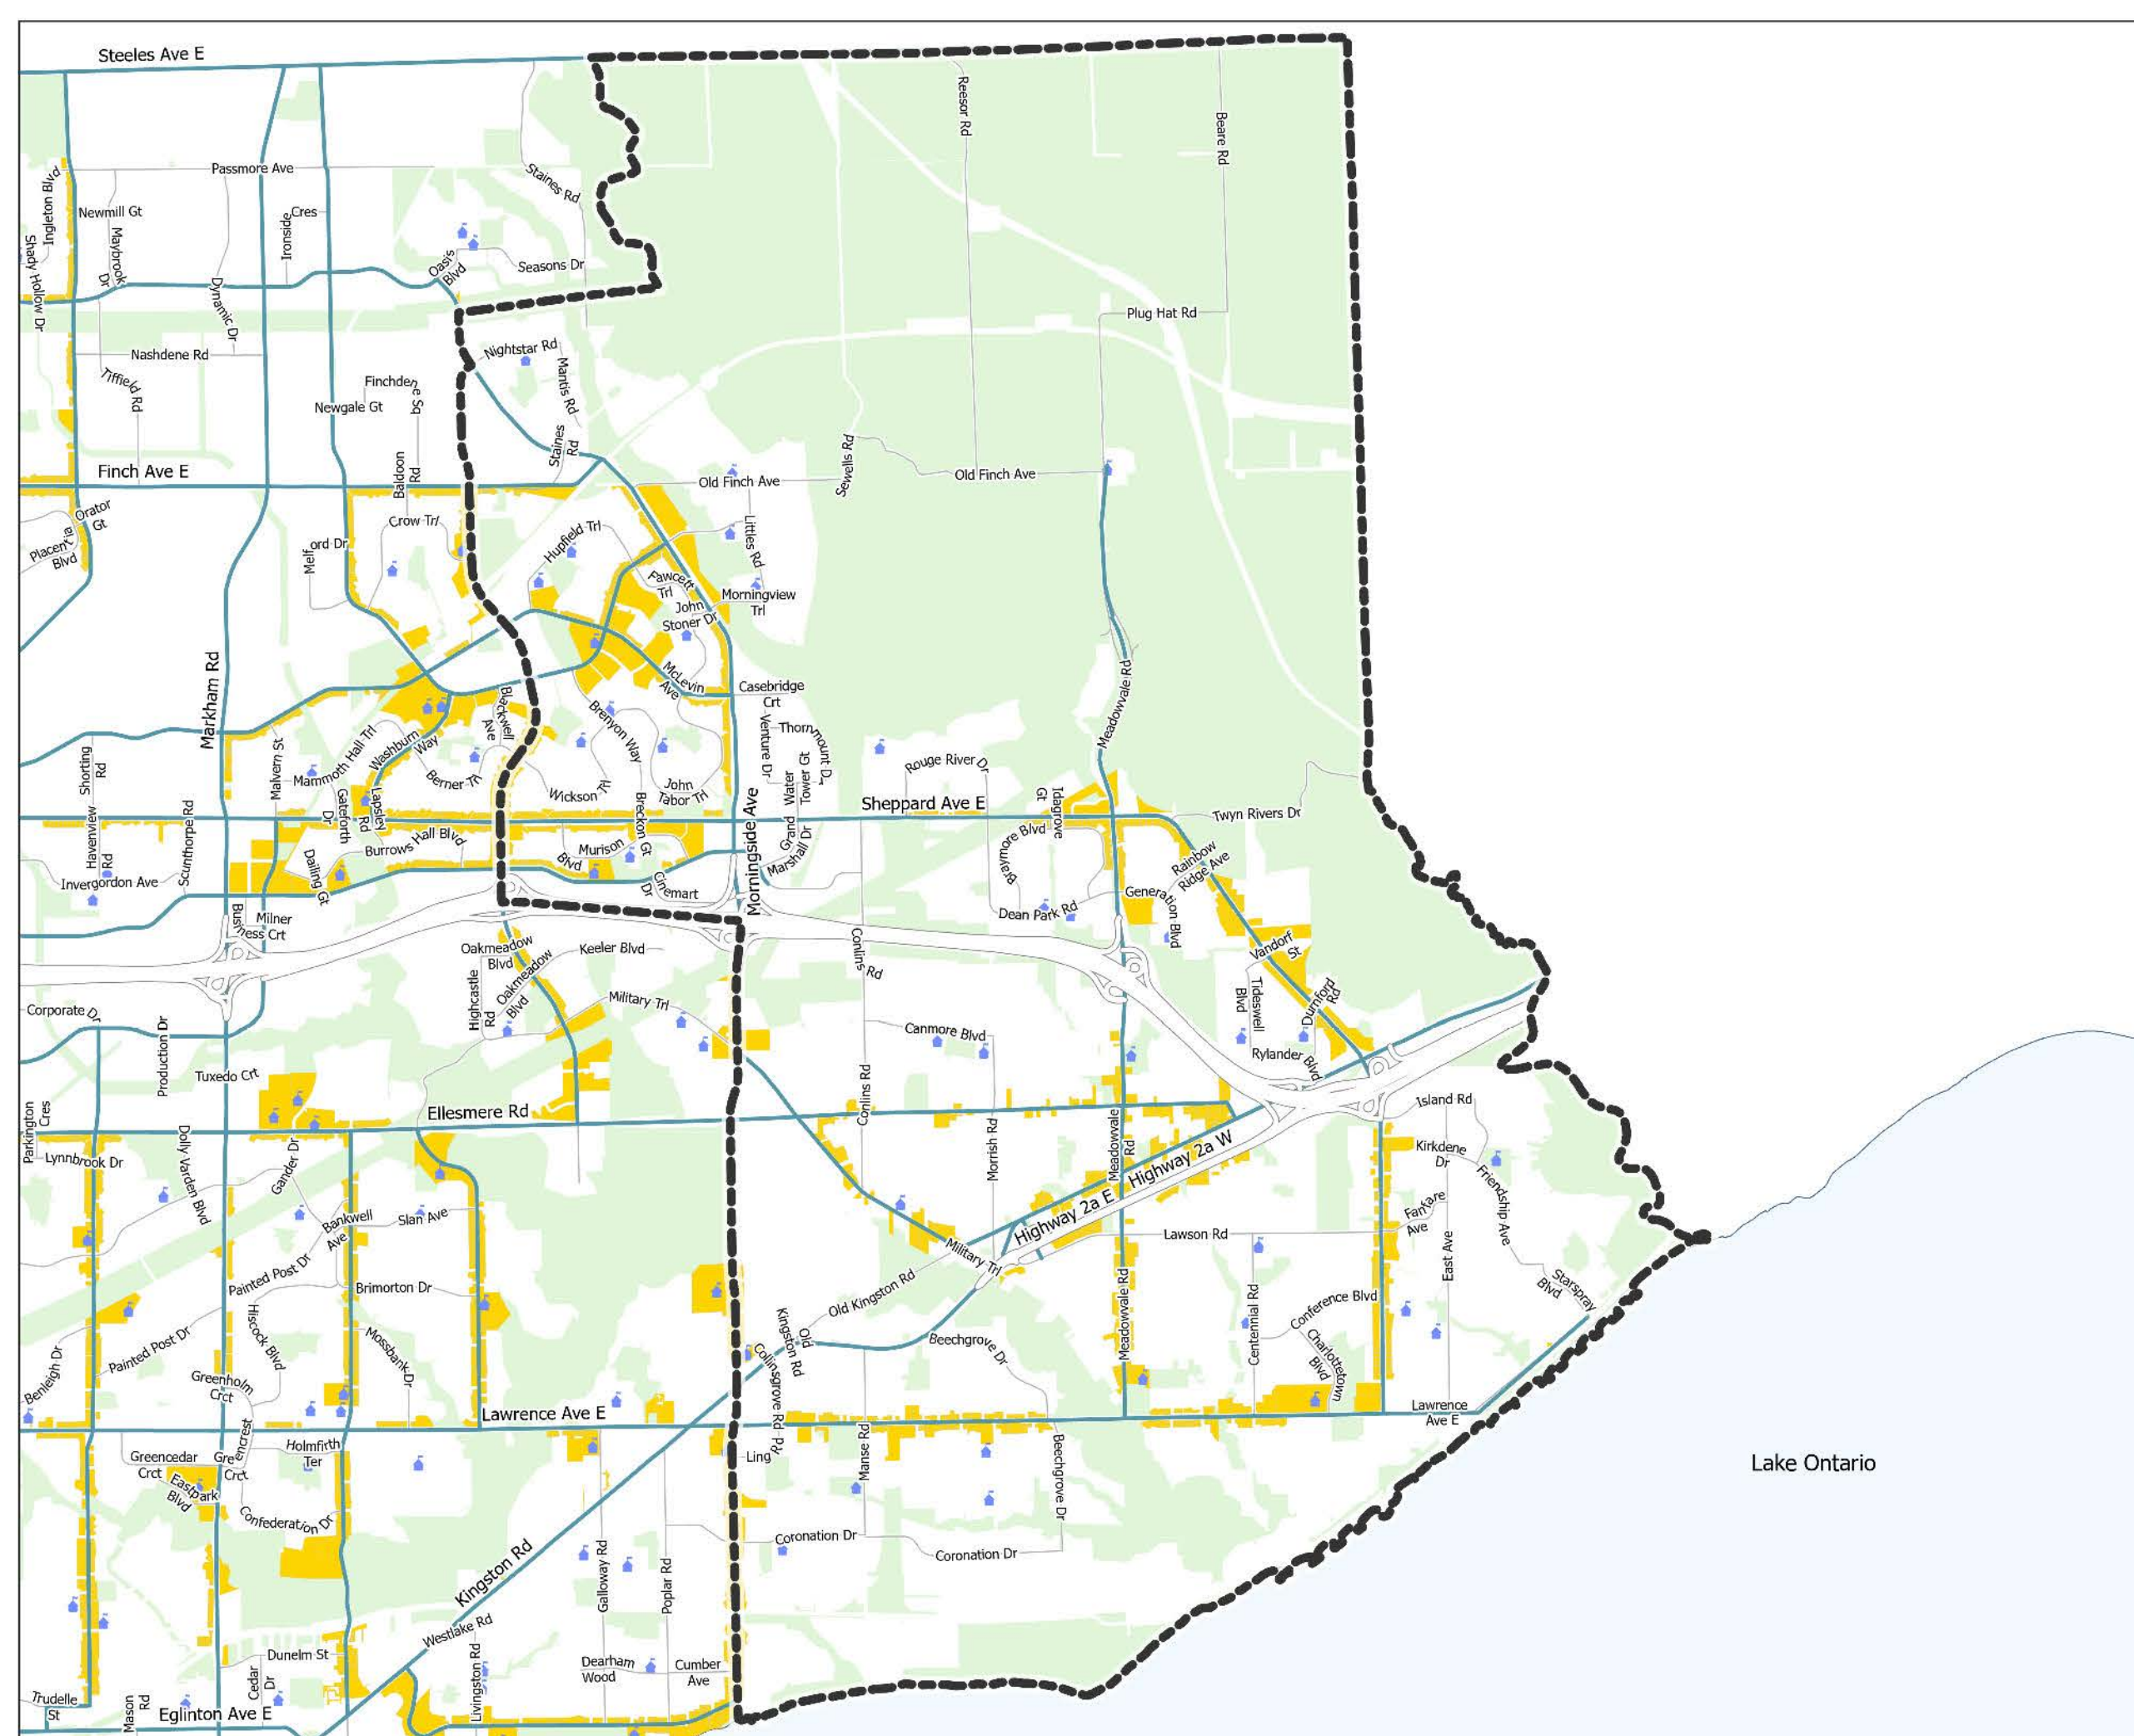 Steeles Ave E
Reesor Rd
Beare Rd
Passmore Ave
Staines Rd
Ingleton Blvd
Newmill Gt
Maybrook
Dr
Ironside
Cres
Shady Hollow Dr
Oasis
Blvd
Seasons Dr
Dynamic Dr
Plug Hat Rd
Nashdene Rd
Nightstar Rd
Mantis Rd
Tiffield Rd
Finchdene Sq
Newgale Gt
Staines
Rd
Sewells Rd
Finch Ave E
Baldoon
Rd
Old Finch Ave
Old Finch Ave
Orator
Gt
Placentia
Blvd
Crow Trl
Hupfield Trl
Littles Rd
Melford Dr
Fawcett
Trl
Morningview
Trl
John
Stoner Dr
Markham Rd
McLevin
Ave
Casebridge
Crt
Meadowvale Rd
Blackwell
Ave
Brenyon Way
Venture Dr
Thornmount Dr
Shorting
Rd
Malvern St
Mammoth Hall Trl
Washburn
Way
Berner Trl
Wickson Trl
John
Tabor Trl
Grand Marshall Dr
Water
Tower Gt
Rouge River Dr
Gateforth
Dr
Lapsley
Rd
Breckon Gt
Morningside Ave
Sheppard Ave E
Idagrove
Gt
Twyn Rivers Dr
Havenview
Rd
Scunthorpe Rd
Burrows Hall Blvd
Murison
Blvd
Braymore Blvd
Rainbow
Ridge Ave
Invergordon Ave
Dailing Gt
Cinemart
Dr
Generation Blvd
Dean Park Rd
Milner
Business Crt
Oakmeadow
Blvd
Keeler Blvd
Conlins Rd
Vandorf
St
Highcastle
Rd
Oakmeadow
Blvd
Military Trl
Tideswell
Blvd
Durnford
Rd
Corporate Dr
Production Dr
Canmore Blvd
Rylander Blvd
Tuxedo Crt
Conlins Rd
Island Rd
Parkington
Cres
Ellesmere Rd
Lynnbrook Dr
Dolly Varden Blvd
Gander Dr
Morrish Rd
Meadowvale
Rd
Highway 2a W
Kirkdene
Dr
Friendship Ave
Bankwell
Ave
Slan Ave
Highway 2a E
Fanfare
Ave
Lawson Rd
East Ave
Military Trl
Painted Post Dr
Brimorton Dr
Old Kingston Rd
Meadowvale Rd
Centennial Rd
Conference Blvd
Starspray
Blvd
Painted Post Dr
Hiscock Blvd
Mossbank Dr
Old
Kingston Rd
Beechgrove Dr
Charlottetown
Blvd
Benleigh Dr
Greenholm
Crct
Collinsgrove Rd
Lawrence Ave E
Lawrence
Ave E
Greencrest
Crct
Greencedar
Crct
Holmfirth
Ter
Ling
Rd
Manse Rd
Beechgrove Dr
Lake Ontario
Eastpark
Blvd
Confederation Dr
Coronation Dr
Coronation Dr
Kingston Rd
Galloway Rd
Poplar Rd
Westlake Rd
Dunelm St
Livingston Rd
Dearham
Wood
Cumber
Ave
Cedar
Dr
Trudelle
St
Mason
Rd
Eglinton Ave E